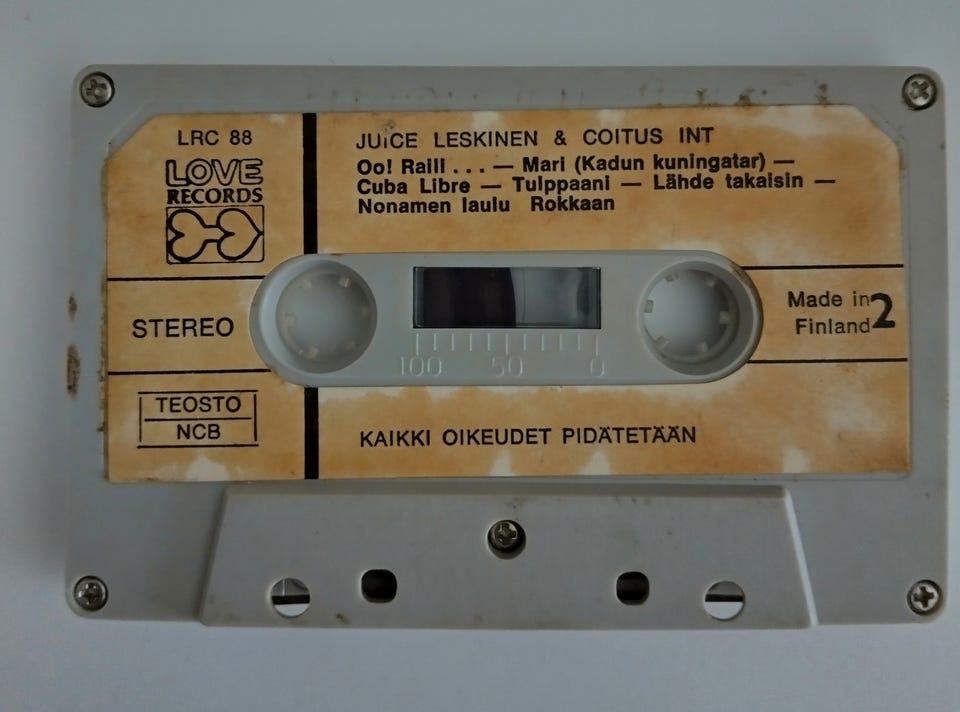 LRC 88
LOVE
RECORDS
JUiCE LESKINEN & COITUS INT
Oo! Raili . . . — Mari (Kadun kuningatar) —
Cuba Libre — Tulppaani — Lähde takaisin —
Nonamen laulu Rokkaan
STEREO
100 50 0
Made in
Finland
2
TEOSTO
NCB
KAIKKI OIKEUDET PIDÄTETÄÄN